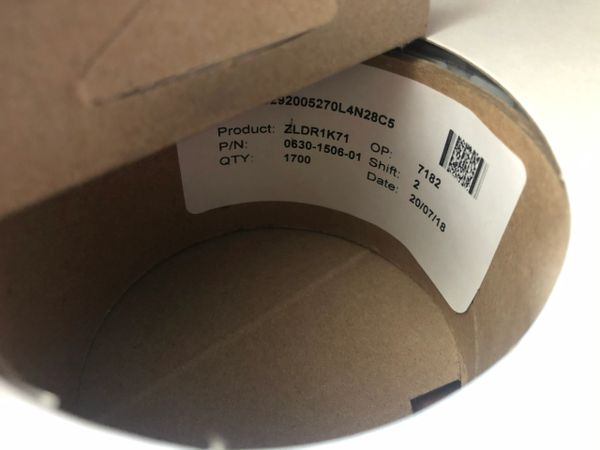 292005270L4N28C5
Product: ZLDR1K71
P/N: 0630-1506-01
QTY: 1700
OP: 7182
Shift: 2
Date: 20/07/18